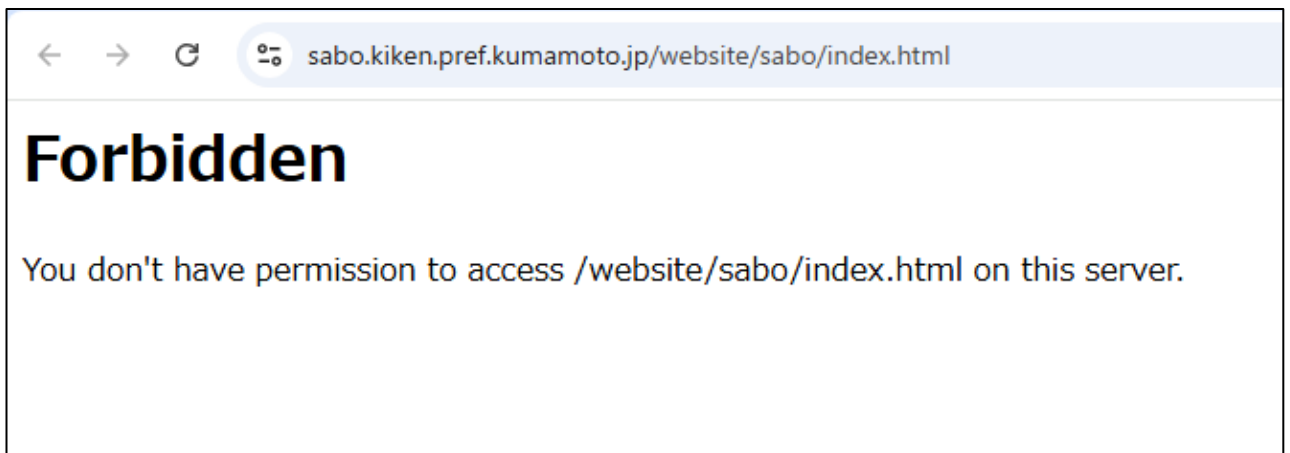 sabo.kiken.pref.kumamoto.jp/website/sabo/index.html
Forbidden
You don't have permission to access /website/sabo/index.html on this server.